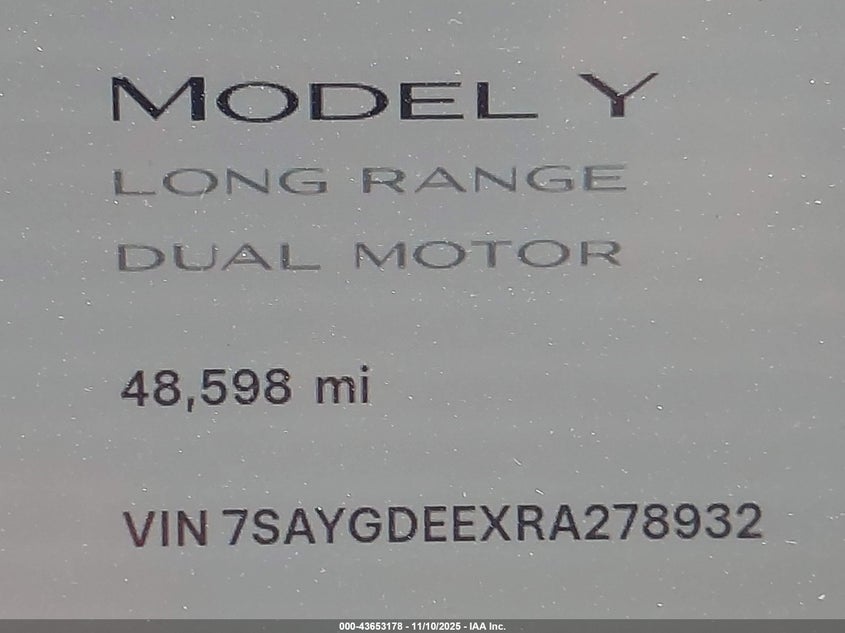 MODEL Y
LONG RANGE
DUAL MOTOR
48,598 mi
VIN 7SAYGDEEXRA278932
000-43653178 - 11/10/2025 - IAA Inc.